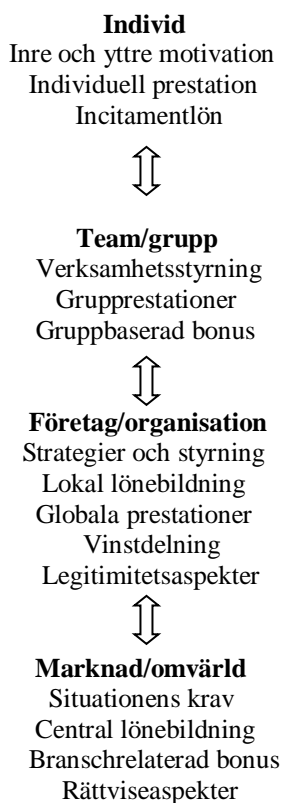 Individ
Inre och yttre motivation
Individuell prestation
Incitamentlön
Team/grupp
Verksamhetsstyrning
Grupprestationer
Gruppbaserad bonus
Företag/organisation
Strategier och styrning
Lokal lönebildning
Globala prestationer
Vinstdelning
Legitimitetsaspekter
Marknad/omvärld
Situationens krav
Central lönebildning
Branschrelaterad bonus
Rättviseaspekter